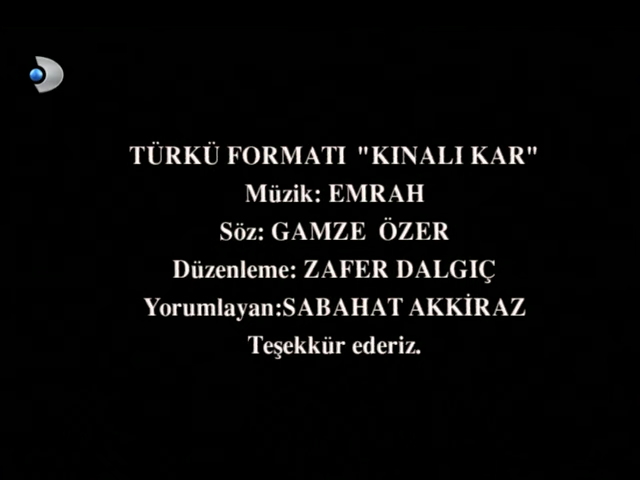 TÜRKÜ FORMATI "KINALI KAR"
Müzik: EMRAH
Söz: GAMZE ÖZER
Düzenleme: ZAFER DALGIÇ
Yorumlayan:SABAHAT AKKİRAZ
Teşekkür ederiz.